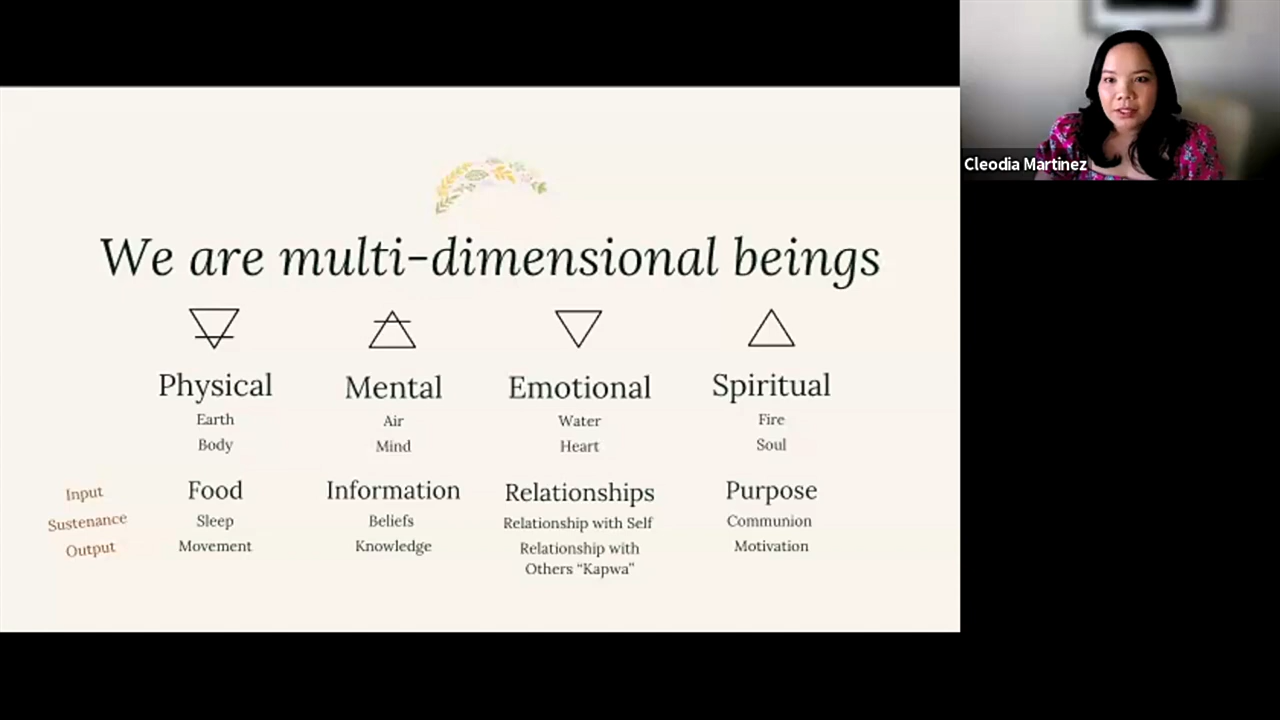 We are multi-dimensional beings
Physical Mental Emotional Spiritual
Earth Air Water Fire
Body Mind Heart Soul
Input Food Information Relationships Purpose
Sustenance Sleep Beliefs Relationship with Self Communion
Output Movement Knowledge Relationship with Motivation
Others “Kapwa”
Cleodia Martinez